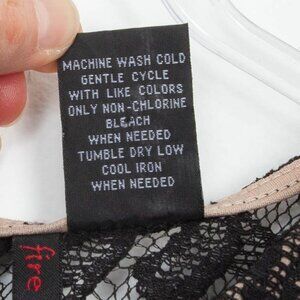 MACHINE WASH COLD
GENTLE CYCLE
WITH LIKE COLORS
ONLY NON-CHLORINE
BLEACH
WHEN NEEDED
TUMBLE DRY LOW
COOL IRON
WHEN NEEDED
fire